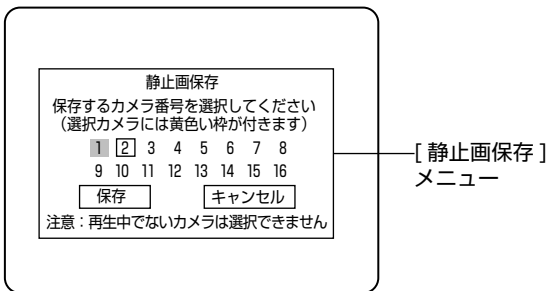 静止画保存
保存するカメラ番号を選択してください
（選択カメラには黄色い枠が付きます）
1 2 3 4 5 6 7 8
9 10 11 12 13 14 15 16
保存 キャンセル
注意：再生中でないカメラは選択できません
[ 静止画保存 ]
メニュー